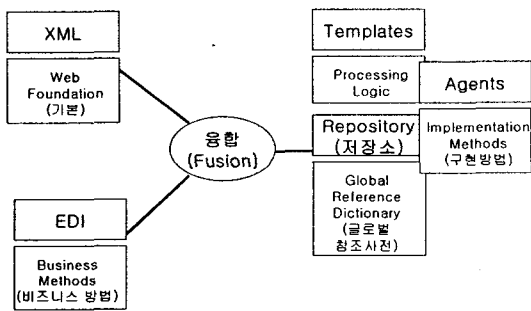 XML
Web
Foundation
(기본)
융합
(Fusion)
EDI
Business
Methods
(비즈니스 방법)
Templates
Processing
Logic
Agents
Repository
(저장소)
Implementation
Methods
(구현방법)
Global
Reference
Dictionary
(글로벌
참조사전)